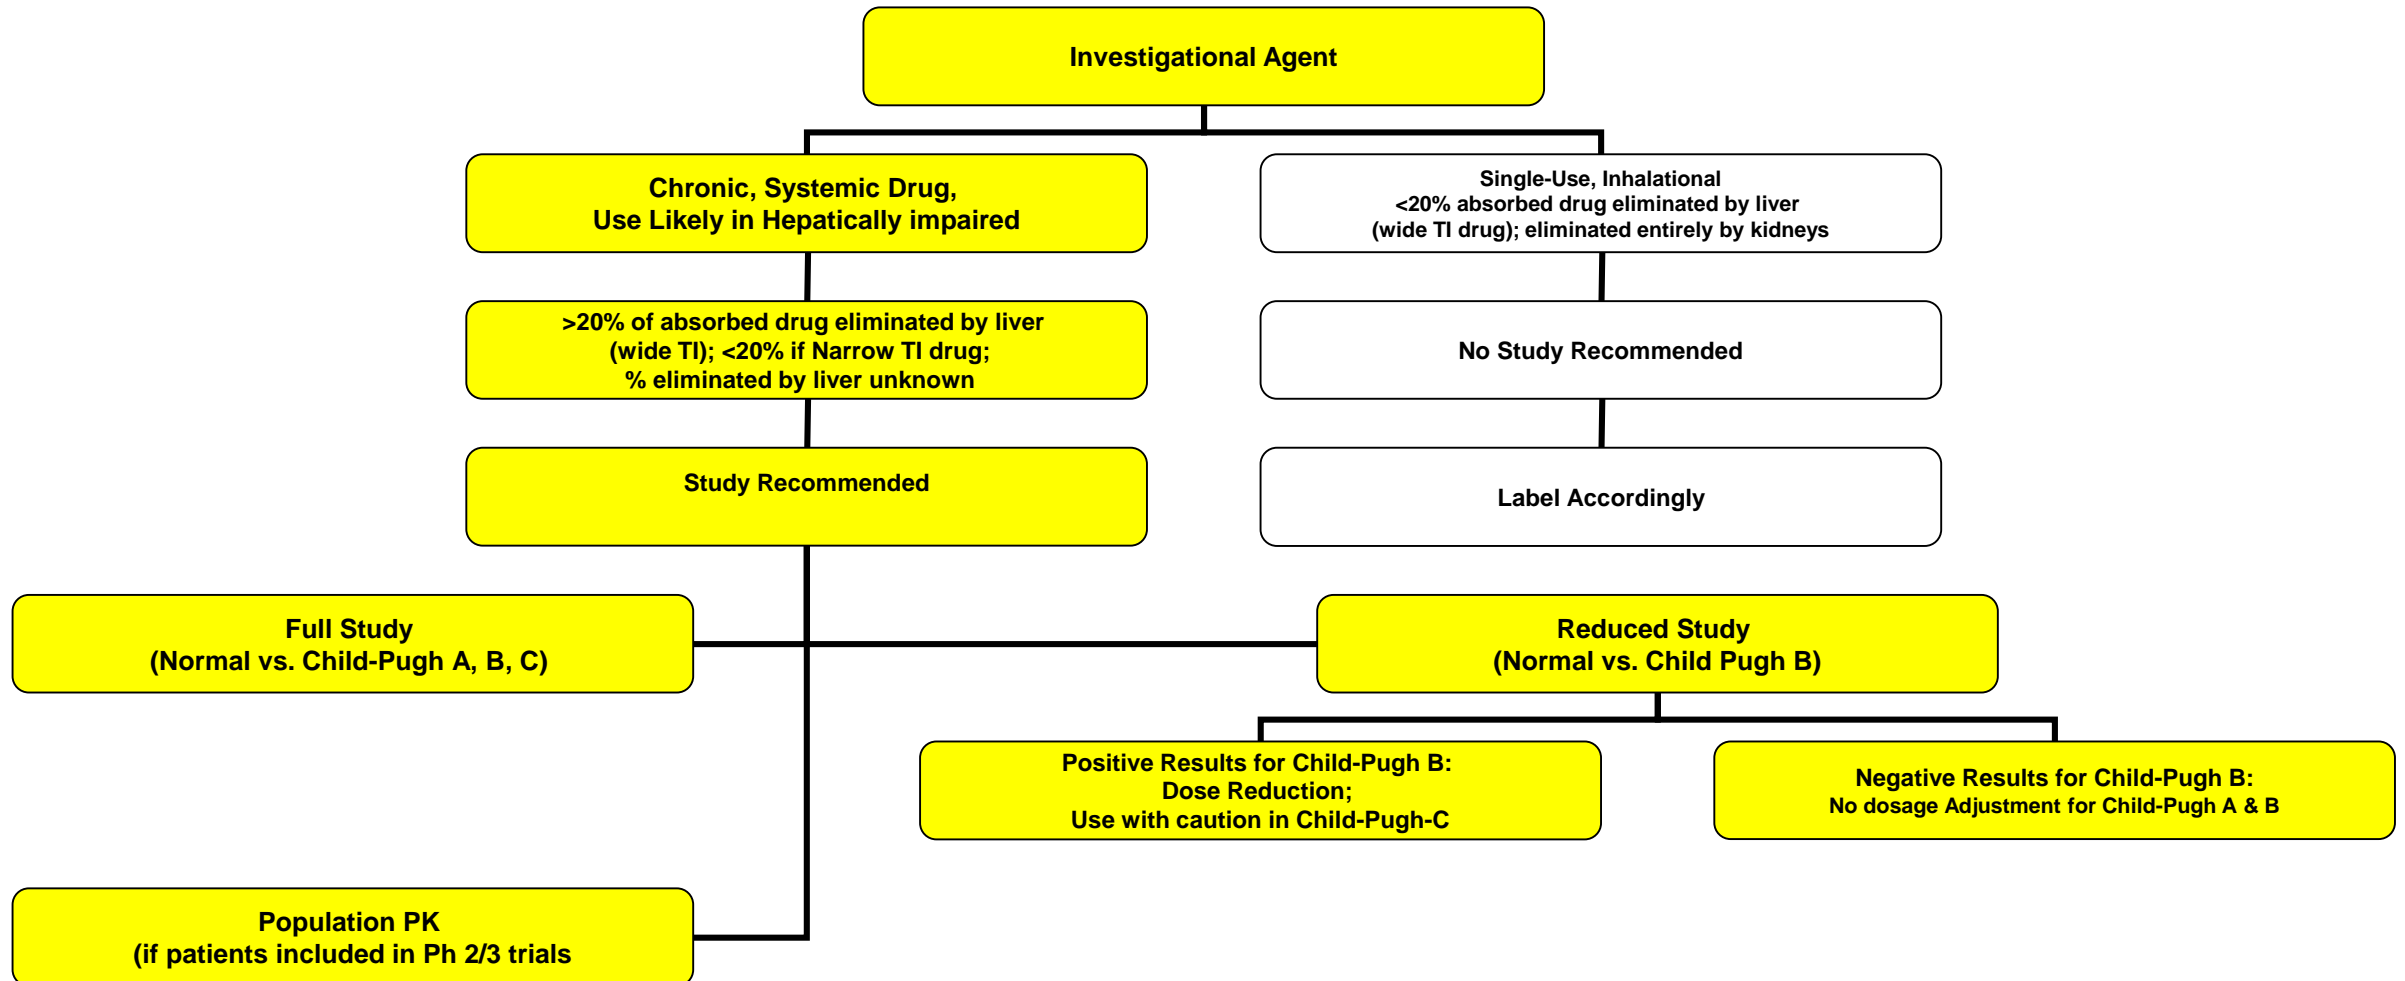 Investigational Agent
Chronic, Systemic Drug,
Use Likely in Hepatically impaired
Single-Use, Inhalational
<20% absorbed drug eliminated by liver
(wide TI drug); eliminated entirely by kidneys
>20% of absorbed drug eliminated by liver
(wide TI); <20% if Narrow TI drug;
% eliminated by liver unknown
No Study Recommended
Study Recommended
Label Accordingly
Full Study
(Normal vs. Child-Pugh A, B, C)
Reduced Study
(Normal vs. Child Pugh B)
Positive Results for Child-Pugh B:
Dose Reduction;
Use with caution in Child-Pugh-C
Negative Results for Child-Pugh B:
No dosage Adjustment for Child-Pugh A & B
Population PK
(if patients included in Ph 2/3 trials